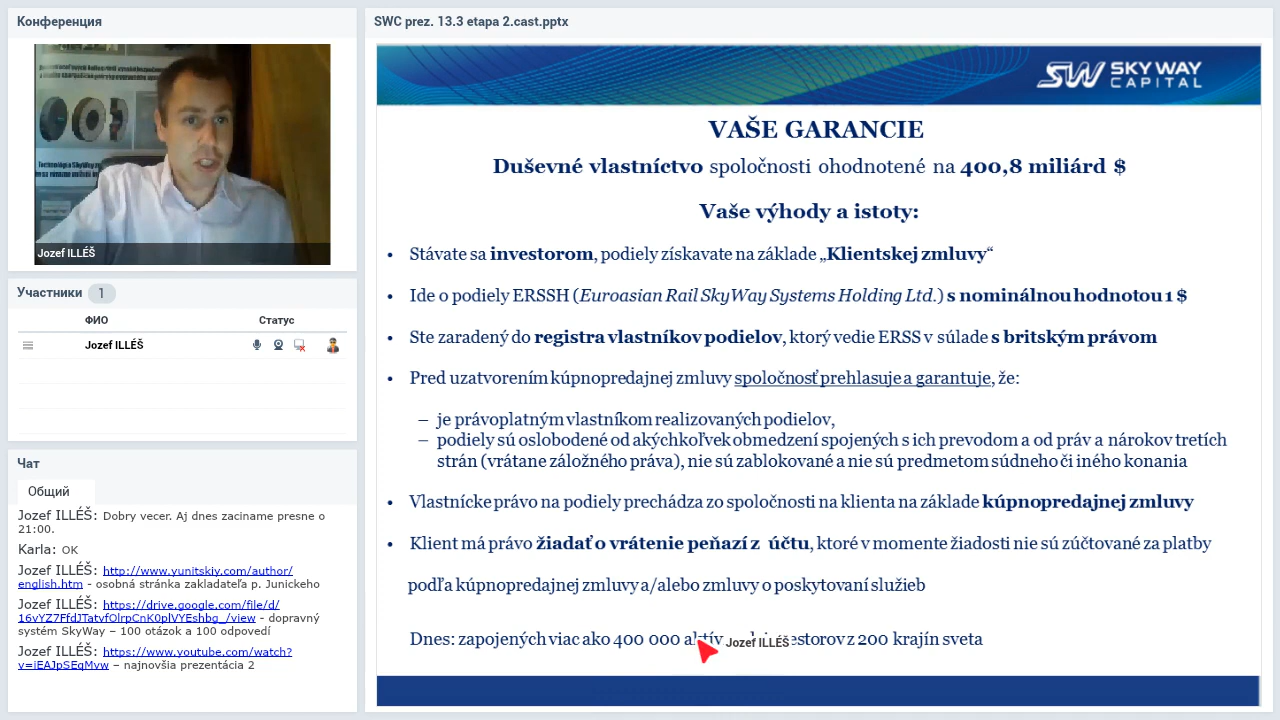 Конференция
Jozef ILLÉŠ
Участники 1
ФИО Статус
Jozef ILLÉŠ
Чат
Общий
Jozef ILLÉŠ: Dobry vecer. Aj dnes zaciname presne o
21:00.
Karla: OK
Jozef ILLÉŠ: http://www.yunitskiy.com/author/
english.htm - osobná stránka zakladateľa p. Junickeho
Jozef ILLÉŠ: https://drive.google.com/file/d/
16vYZ7FfdJTatvfOlrpCnK0plVYEshbg_/view - dopravný
systém SkyWay – 100 otázok a 100 odpovedí
Jozef ILLÉŠ: https://www.youtube.com/watch?
v=iEAJpSEqMvw – najnovšia prezentácia 2
SWC prez. 13.3 etapa 2.cast.pptx
SW SKY WAY
CAPITAL
VAŠE GARANCIE
Duševné vlastníctvo spoločnosti ohodnotené na 400,8 miliárd $
Vaše výhody a istoty:
• Stávate sa investorom, podiely získavate na základe „Klientskej zmluvy“
• Ide o podiely ERSSH (Euroasian Rail SkyWay Systems Holding Ltd.) s nominálnou hodnotou 1 $
• Ste zaradený do registra vlastníkov podielov, ktorý vedie ERSS v súlade s britským právom
• Pred uzatvorením kúpnopredajnej zmluvy spoločnosť prehlasuje a garantuje, že:
– je právoplatným vlastníkom realizovaných podielov,
– podiely sú oslobodené od akýchkoľvek obmedzení spojených s ich prevodom a od práv a nárokov tretích
strán (vrátane záložného práva), nie sú zablokované a nie sú predmetom súdneho či iného konania
• Vlastnícke právo na podiely prechádza zo spoločnosti na klienta na základe kúpnopredajnej zmluvy
• Klient má právo žiadať o vrátenie peňazí z účtu, ktoré v momente žiadosti nie sú zúčtované za platby
podľa kúpnopredajnej zmluvy a/alebo zmluvy o poskytovaní služieb
Dnes: zapojených viac ako 400 000 z 200 krajín sveta
Jozef ILLÉŠ